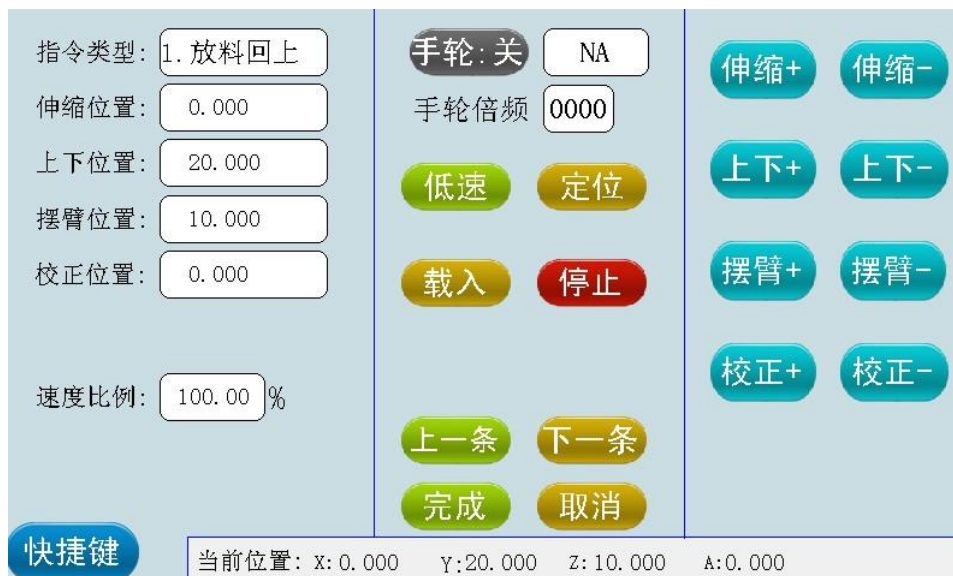 指令类型: 1. 放料回上
伸缩位置: 0.000
上下位置: 20.000
摆臂位置: 10.000
校正位置: 0.000
速度比例: 100.00 %
快捷键
手轮: 关 NA
手轮倍频 0000
低速 定位
载入 停止
上一条 下一条
完成 取消
伸缩+ 伸缩-
上下+ 上下-
摆臂+ 摆臂-
校正+ 校正-
当前位置: X:0.000 Y:20.000 Z:10.000 A:0.000